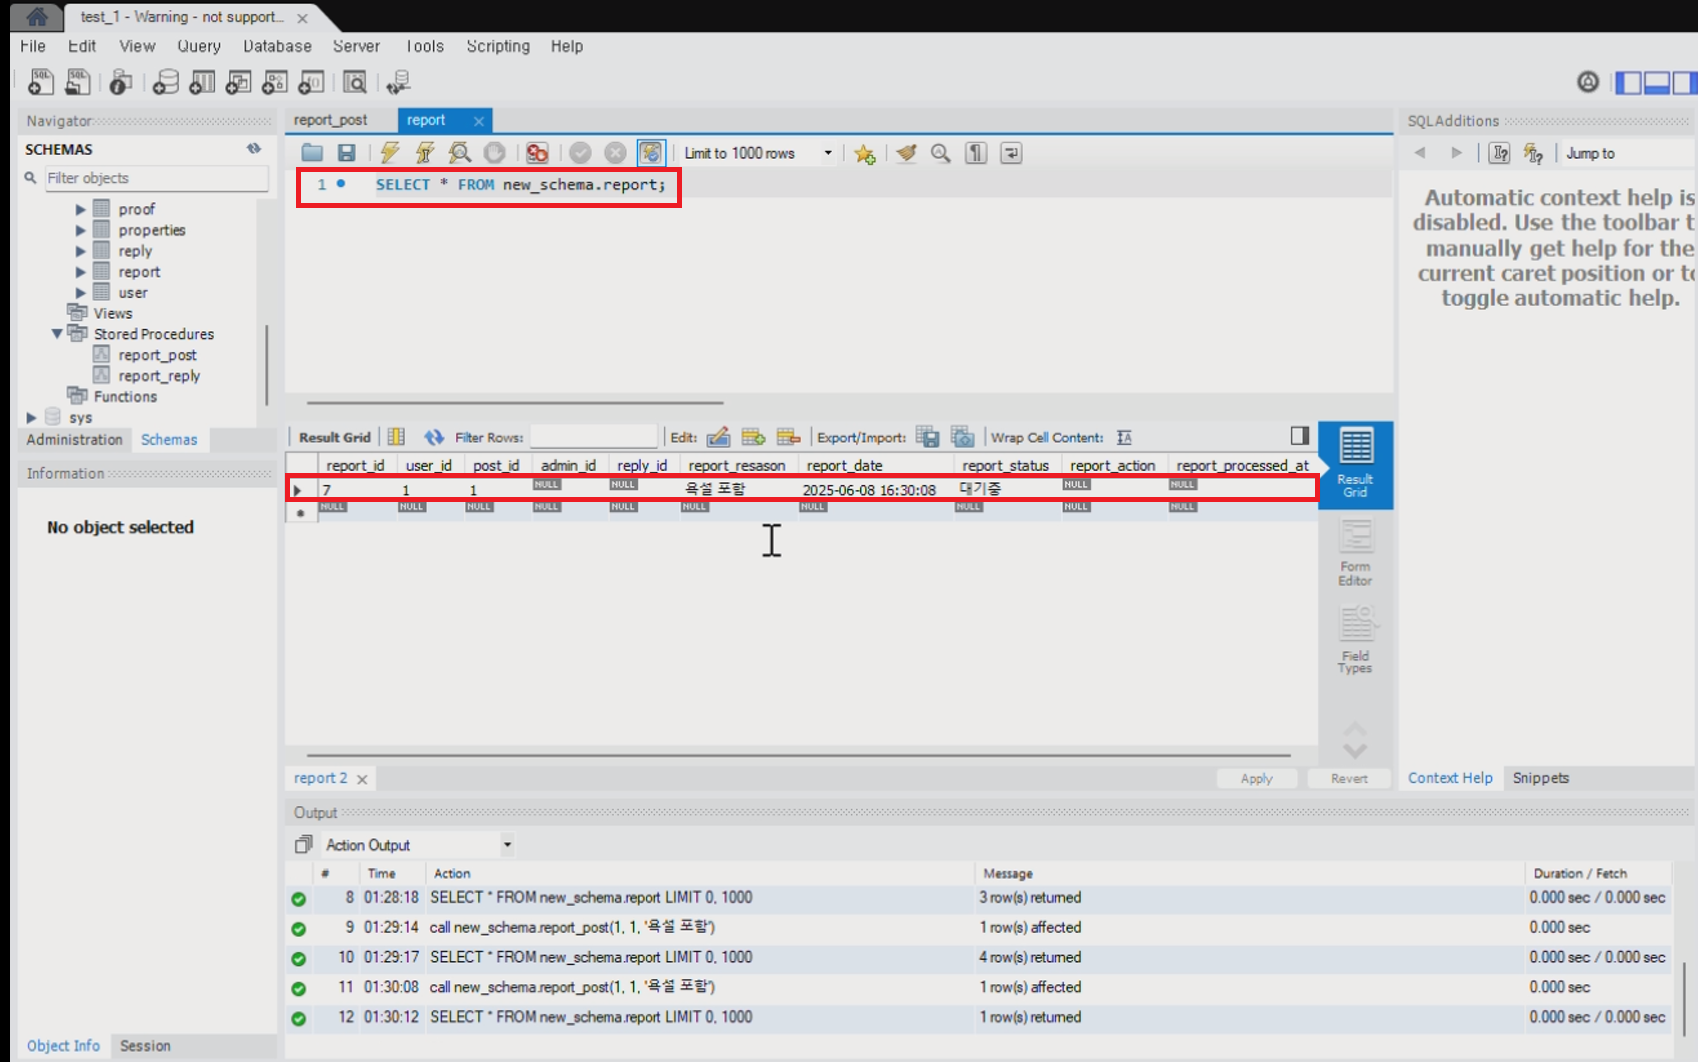 test_1 - Warning - not support...
File Edit View Query Database Server Tools Scripting Help
Navigator
SCHEMAS
Filter objects
proof
properties
reply
report
user
Views
Stored Procedures
report_post
report_reply
Functions
sys
Administration Schemas
Information
No object selected
Object Info Session
report_post report
Limit to 1000 rows
1 SELECT * FROM new_schema.report;
Result Grid Filter Rows: Edit: Export/Import: Wrap Cell Content:
report_id user_id post_id admin_id reply_id report_resason report_date report_status report_action report_processed_at
7 1 1 NULL NULL 욕설 포함 2025-06-08 16:30:08 대기중 NULL NULL
NULL NULL NULL NULL NULL NULL NULL NULL NULL NULL
Result
Grid
Form
Editor
Field
Types
report 2 Apply Revert
SQLAdditions
Jump to
Automatic context help is
disabled. Use the toolbar t
manually get help for the
current caret position or to
toggle automatic help.
Context Help Snippets
Output
Action Output
# Time Action Message Duration / Fetch
8 01:28:18 SELECT * FROM new_schema.report LIMIT 0, 1000 3 row(s) returned 0.000 sec / 0.000 sec
9 01:29:14 call new_schema.report_post(1, 1, '욕설 포함') 1 row(s) affected 0.000 sec
10 01:29:17 SELECT * FROM new_schema.report LIMIT 0, 1000 4 row(s) returned 0.000 sec / 0.000 sec
11 01:30:08 call new_schema.report_post(1, 1, '욕설 포함') 1 row(s) affected 0.000 sec
12 01:30:12 SELECT * FROM new_schema.report LIMIT 0, 1000 1 row(s) returned 0.000 sec / 0.000 sec